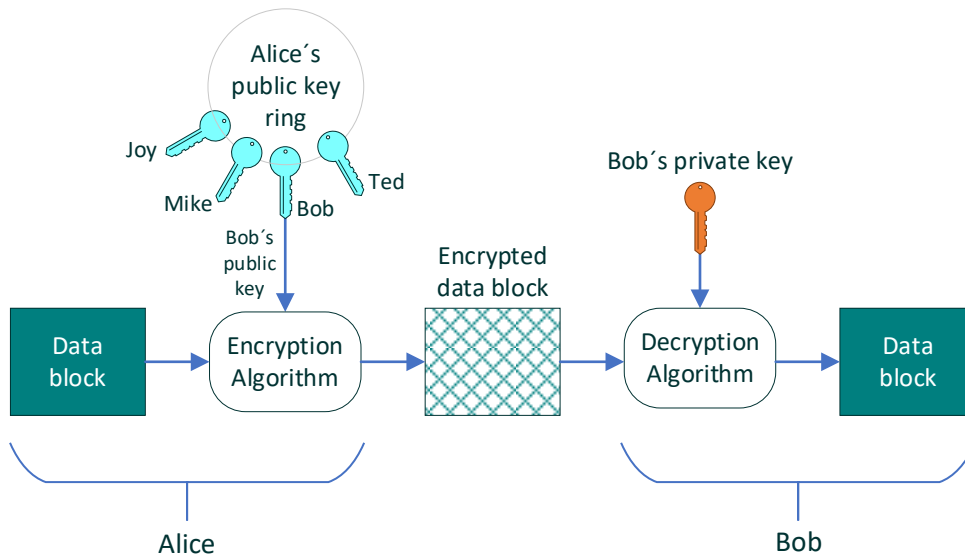 Alice´s
public key
ring
Joy
Mike
Bob
Ted
Bob´s private key
Bob´s
public
key
Encrypted
data block
Data
block
Encryption
Algorithm
Decryption
Algorithm
Data
block
Alice
Bob